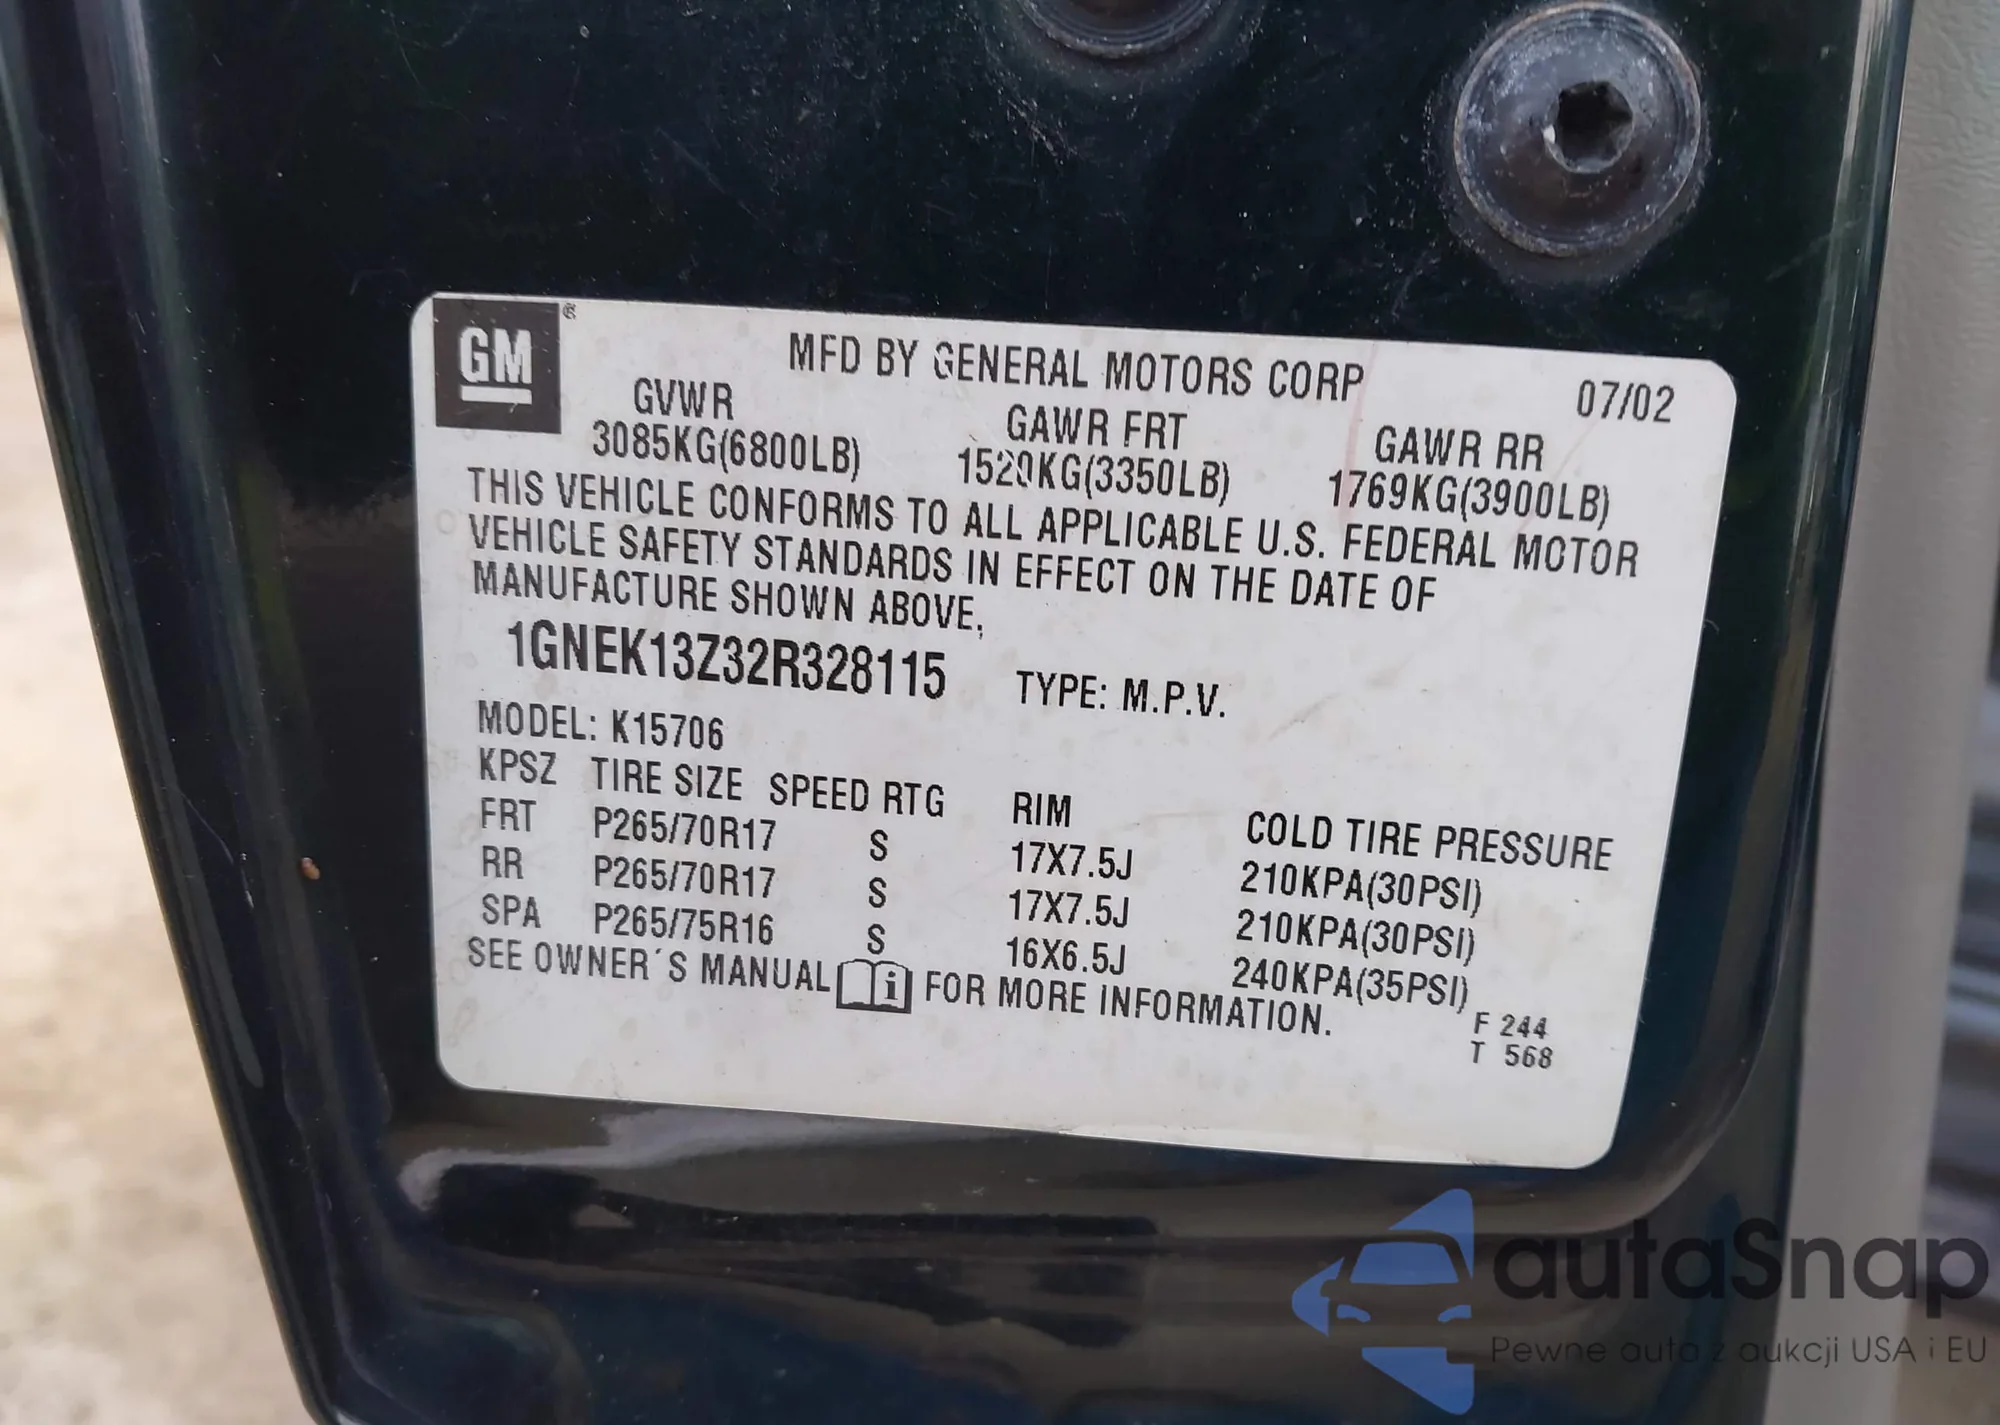 GM
MFD BY GENERAL MOTORS CORP 07/02
GVWR GAWR FRT GAWR RR
3085KG(6800LB) 1520KG(3350LB) 1769KG(3900LB)
THIS VEHICLE CONFORMS TO ALL APPLICABLE U.S. FEDERAL MOTOR
VEHICLE SAFETY STANDARDS IN EFFECT ON THE DATE OF
MANUFACTURE SHOWN ABOVE.
1GNEK13Z32R328115 TYPE: M.P.V.
MODEL: K15706
KPSZ TIRE SIZE SPEED RTG RIM COLD TIRE PRESSURE
FRT P265/70R17 S 17X7.5J 210KPA(30PSI)
RR P265/70R17 S 17X7.5J 210KPA(30PSI)
SPA P265/75R16 S 16X6.5J 240KPA(35PSI)
SEE OWNER´S MANUAL i FOR MORE INFORMATION.
F 244
T 568
autaSnap
Pewne auta z aukcji USA i EU